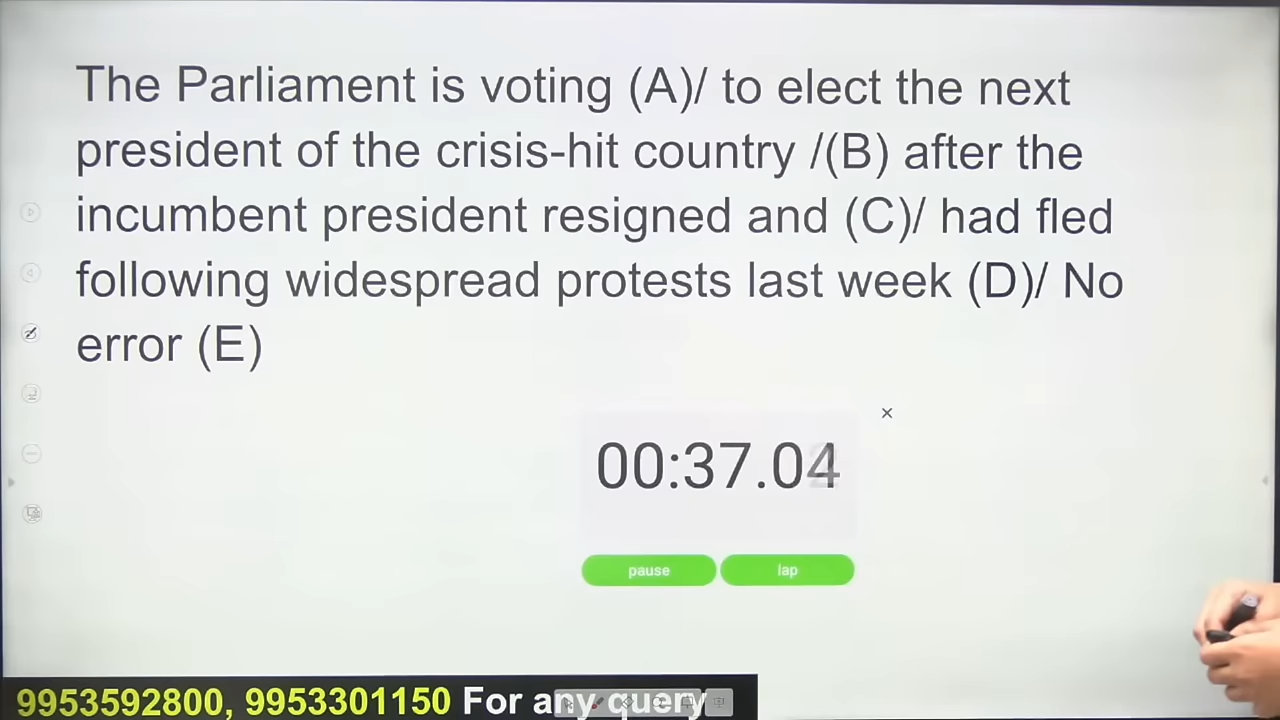 The Parliament is voting (A)/ to elect the next
president of the crisis-hit country /(B) after the
incumbent president resigned and (C)/ had fled
following widespread protests last week (D)/ No
error (E)
×
00:37.04
pause
lap
9953592800, 9953301150 For any query